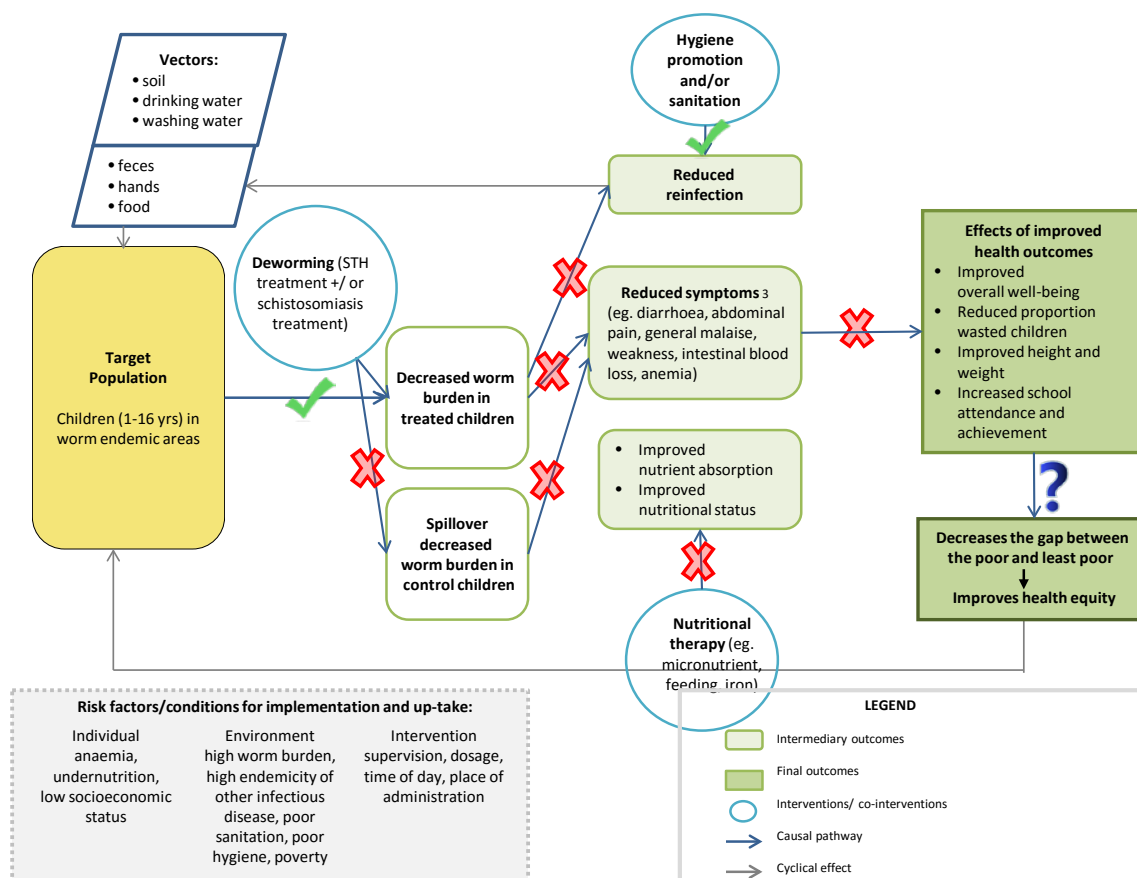 Vectors:
• soil
• drinking water
• washing water
• feces
• hands
• food
Hygiene
promotion
and/or
sanitation
Reduced
reinfection
Deworming (STH
treatment +/ or
schistosomiasis
treatment)
Target
Population
Children (1-16 yrs) in
worm endemic areas
Decreased worm
burden in
treated children
Spillover
decreased
worm burden in
control children
Reduced symptoms 3
(eg. diarrhoea, abdominal
pain, general malaise,
weakness, intestinal blood
loss, anemia)
• Improved
nutrient absorption
• Improved
nutritional status
Nutritional
therapy (eg.
micronutrient,
feeding, iron)
Effects of improved
health outcomes
• Improved
overall well-being
• Reduced proportion
wasted children
• Improved height and
weight
• Increased school
attendance and
achievement
?
Decreases the gap between
the poor and least poor
Improves health equity
Risk factors/conditions for implementation and up-take:
Individual
anaemia,
undernutrition,
low socioeconomic
status
Environment
high worm burden,
high endemicity of
other infectious
disease, poor
sanitation, poor
hygiene, poverty
Intervention
supervision, dosage,
time of day, place of
administration
LEGEND
Intermediary outcomes
Final outcomes
Interventions/ co-interventions
Causal pathway
Cyclical effect